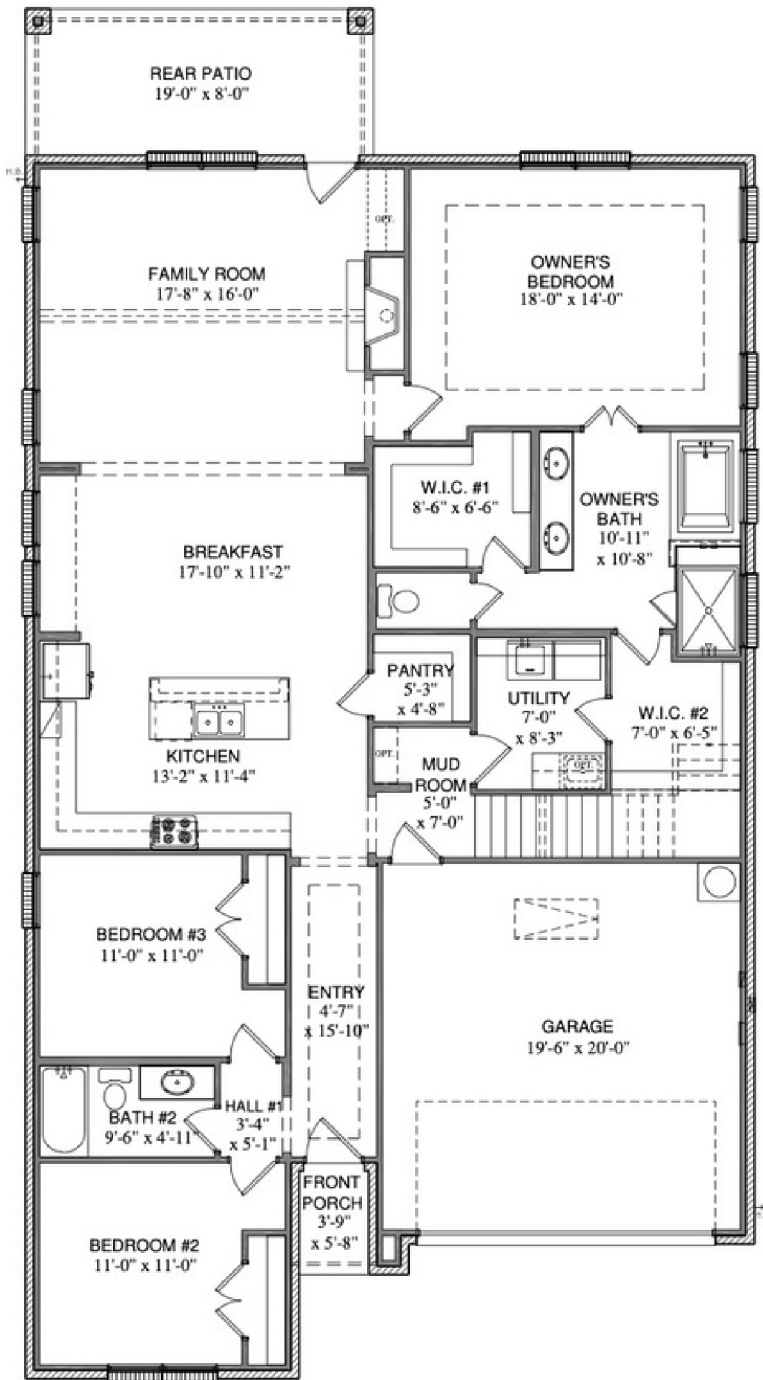 REAR PATIO
19'-0" x 8'-0"
H.B.
OPT.
FAMILY ROOM
17'-8" x 16'-0"
OWNER'S
BEDROOM
18'-0" x 14'-0"
W.I.C. #1
8'-6" x 6'-6"
OWNER'S
BATH
10'-11"
x 10'-8"
BREAKFAST
17'-10" x 11'-2"
PANTRY
5'-3"
x 4'-8"
UTILITY
7'-0"
x 8'-3"
W.I.C. #2
7'-0" x 6'-5"
KITCHEN
13'-2" x 11'-4"
OPT.
MUD
ROOM
5'-0"
x 7'-0"
OPT.
BEDROOM #3
11'-0" x 11'-0"
ENTRY
4'-7"
x 15'-10"
GARAGE
19'-6" x 20'-0"
BATH #2
9'-6" x 4'-11"
HALL #1
3'-4"
x 5'-1"
FRONT
PORCH
3'-9"
x 5'-8"
BEDROOM #2
11'-0" x 11'-0"